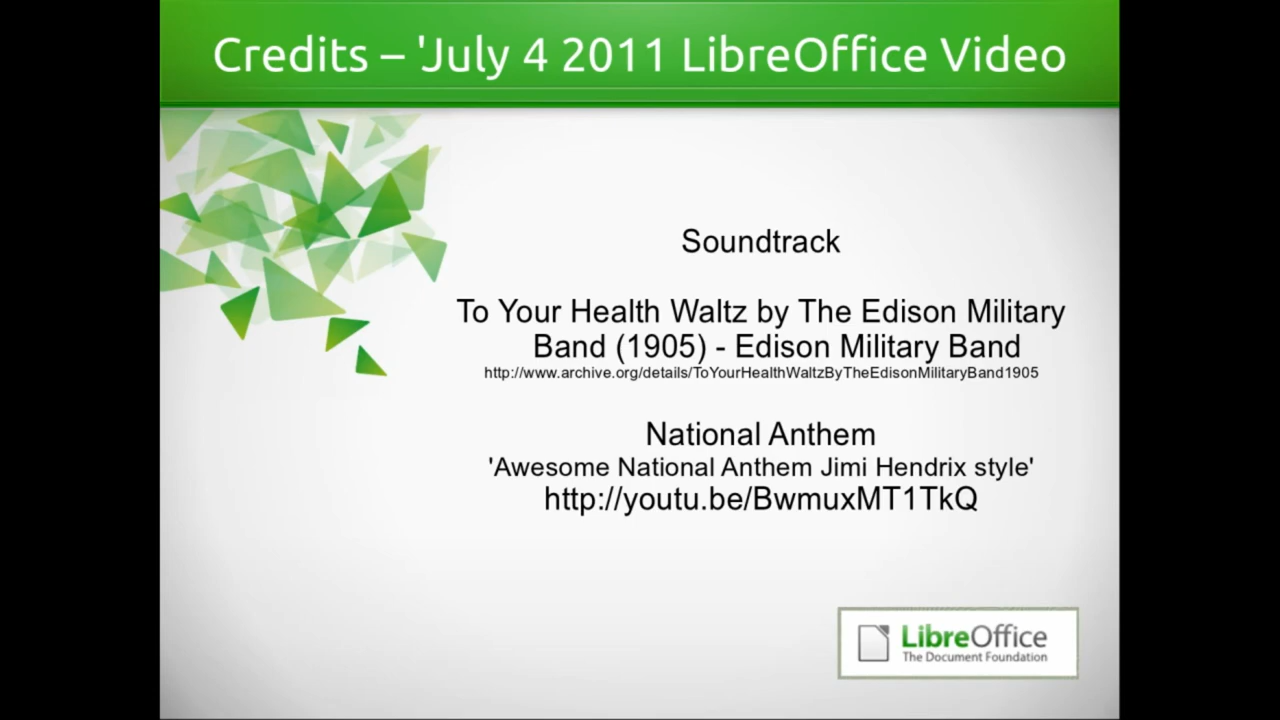 Credits – 'July 4 2011 LibreOffice Video
Soundtrack
To Your Health Waltz by The Edison Military
Band (1905) - Edison Military Band
http://www.archive.org/details/ToYourHealthWaltzByTheEdisonMilitaryBand1905
National Anthem
'Awesome National Anthem Jimi Hendrix style'
http://youtu.be/BwmuxMT1TkQ
LibreOffice
The Document Foundation